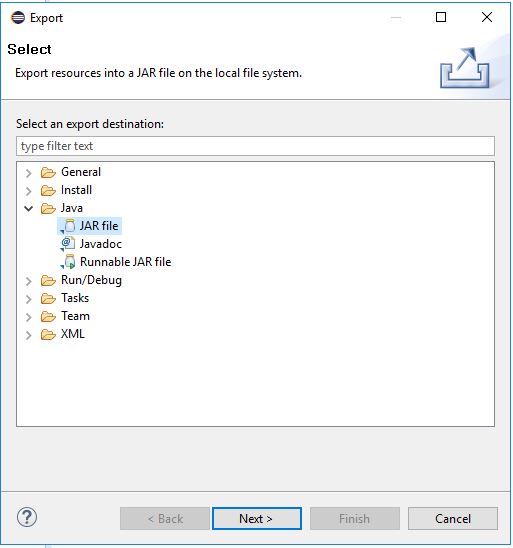 Export
Select
Export resources into a JAR file on the local file system.
Select an export destination:
type filter text
General
Install
Java
JAR file
Javadoc
Runnable JAR file
Run/Debug
Tasks
Team
XML
? < Back Next > Finish Cancel